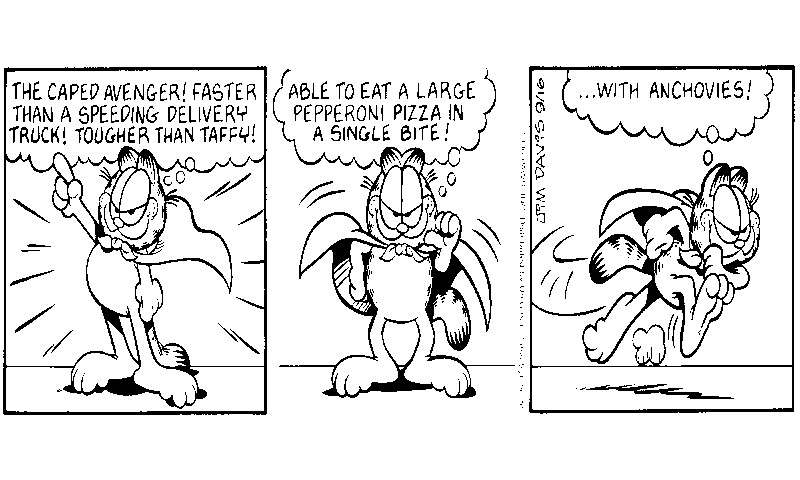 THE CAPED AVENGER! FASTER
THAN A SPEEDING DELIVERY
TRUCK! TOUGHER THAN TAFFY!
ABLE TO EAT A LARGE
PEPPERONI PIZZA IN
A SINGLE BITE!
...WITH ANCHOVIES!
JIM DAVIS 9/16